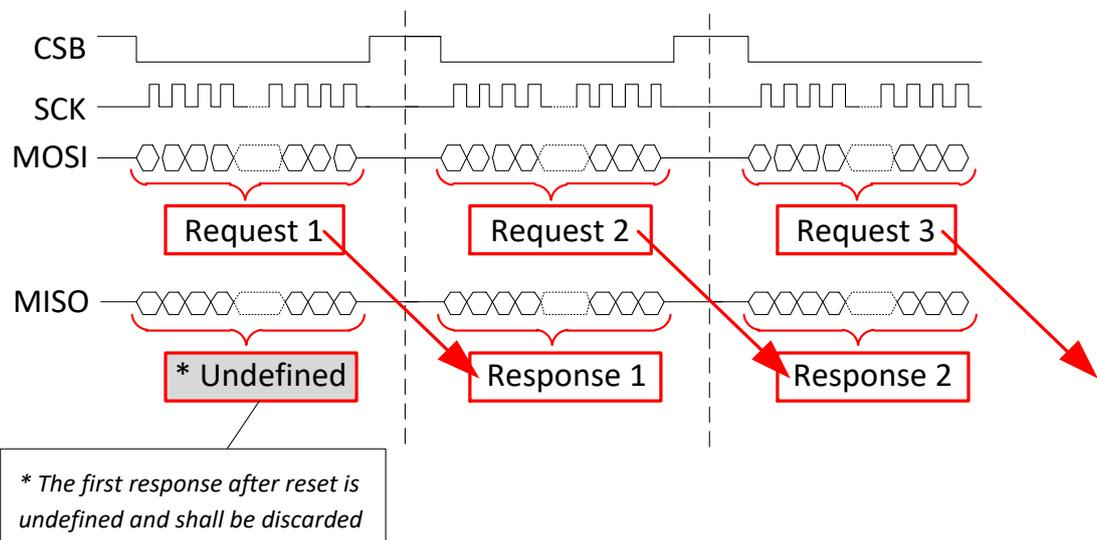 CSB
SCK
MOSI
Request 1
Request 2
Request 3
MISO
* Undefined
Response 1
Response 2
* The first response after reset is
undefined and shall be discarded